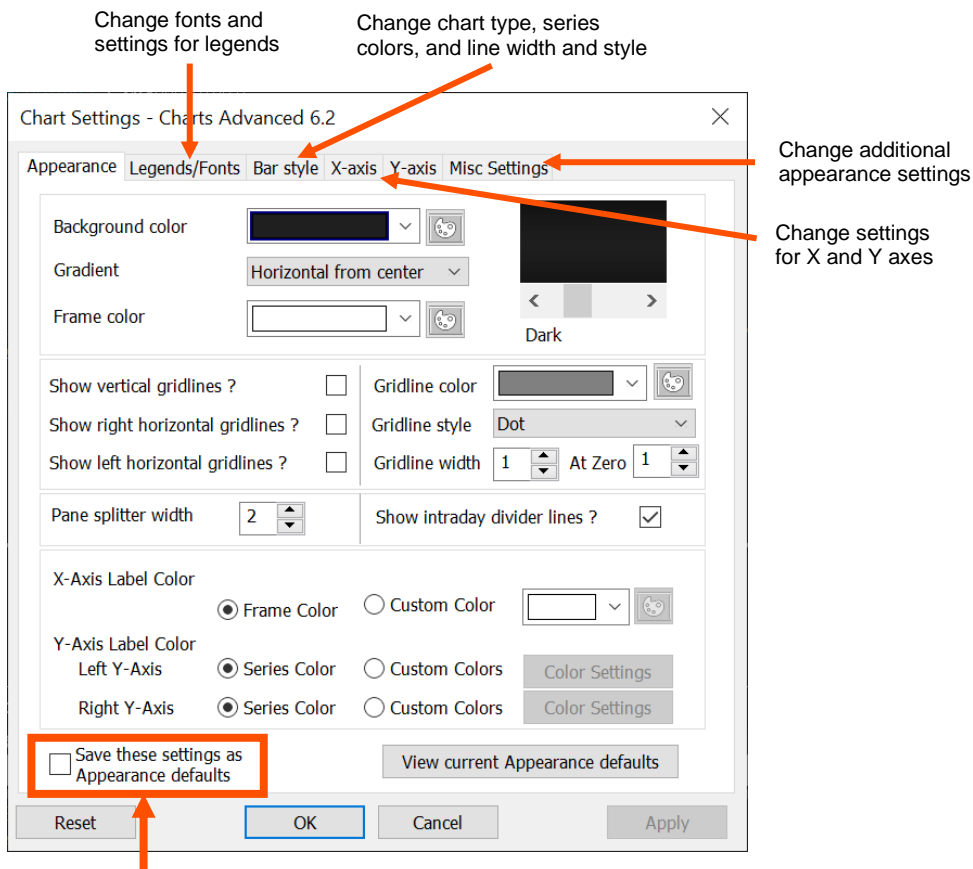 Change fonts and
settings for legends
Change chart type, series
colors, and line width and style
Chart Settings - Charts Advanced 6.2
Appearance Legends/Fonts Bar style X-axis Y-axis Misc Settings
Change additional
appearance settings
Change settings
for X and Y axes
Background color
Gradient Horizontal from center
Frame color
Dark
Show vertical gridlines ? Gridline color
Show right horizontal gridlines ? Gridline style Dot
Show left horizontal gridlines ? Gridline width 1 At Zero 1
Pane splitter width 2 Show intraday divider lines ?
X-Axis Label Color
Frame Color Custom Color
Y-Axis Label Color
Left Y-Axis Series Color Custom Colors Color Settings
Right Y-Axis Series Color Custom Colors Color Settings
Save these settings as
Appearance defaults
View current Appearance defaults
Reset OK Cancel Apply